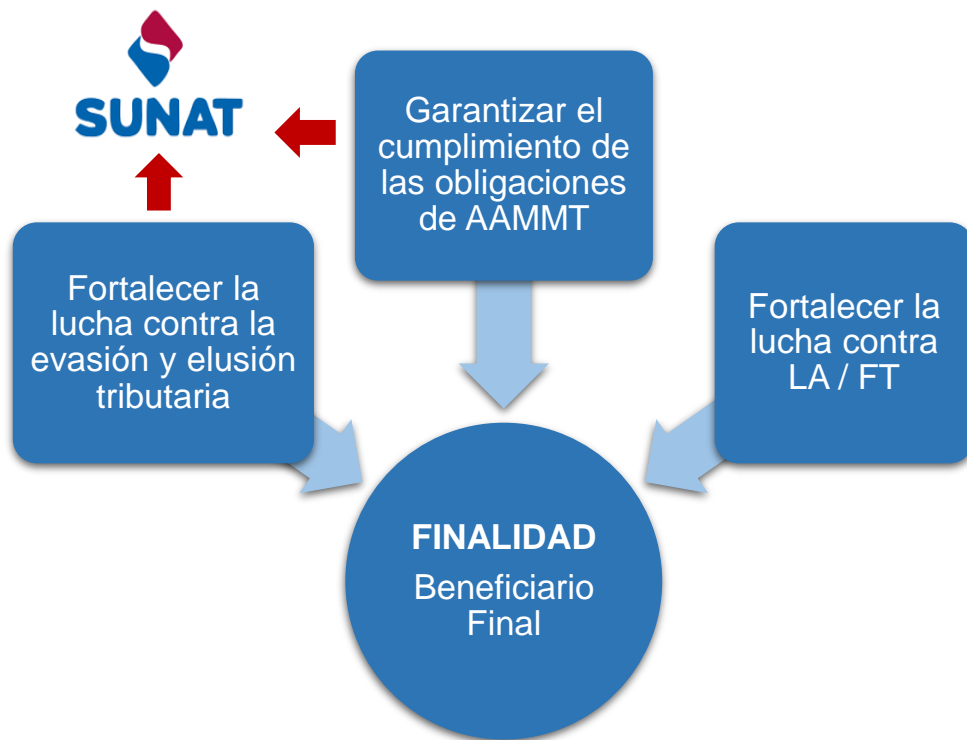 SUNAT
Garantizar el
cumplimiento de
las obligaciones
de AAMMT
Fortalecer la
lucha contra la
evasión y elusión
tributaria
Fortalecer la
lucha contra
LA / FT
FINALIDAD
Beneficiario
Final